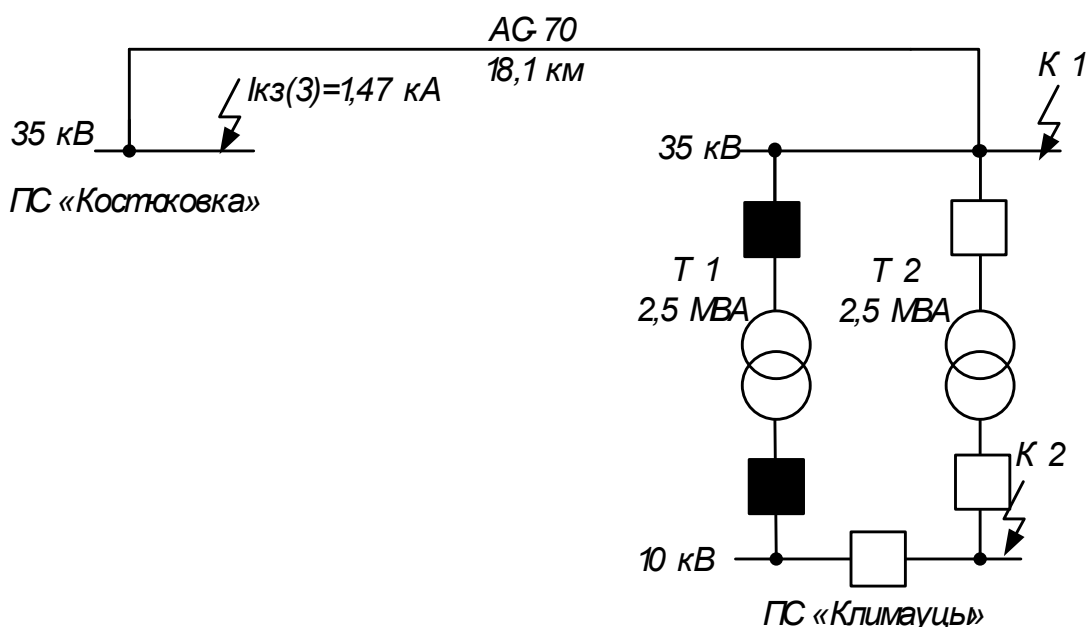 АС-70
18,1 км
К 1
Iкз(3)=1,47 кА
35 кВ
35 кВ
ПС «Костюковка»
Т 1
2,5 МВА
Т 2
2,5 МВА
К 2
10 кВ
ПС «Климауцы»